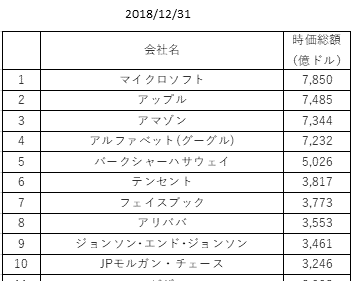 2018/12/31
会社名 時価総額
(億ドル)
1 マイクロソフト 7,850
2 アップル 7,485
3 アマゾン 7,344
4 アルファベット(グーグル) 7,232
5 バークシャーハサウェイ 5,026
6 テンセント 3,817
7 フェイスブック 3,773
8 アリババ 3,553
9 ジョンソン・エンド・ジョンソン 3,461
10 JPモルガン・チェース 3,246